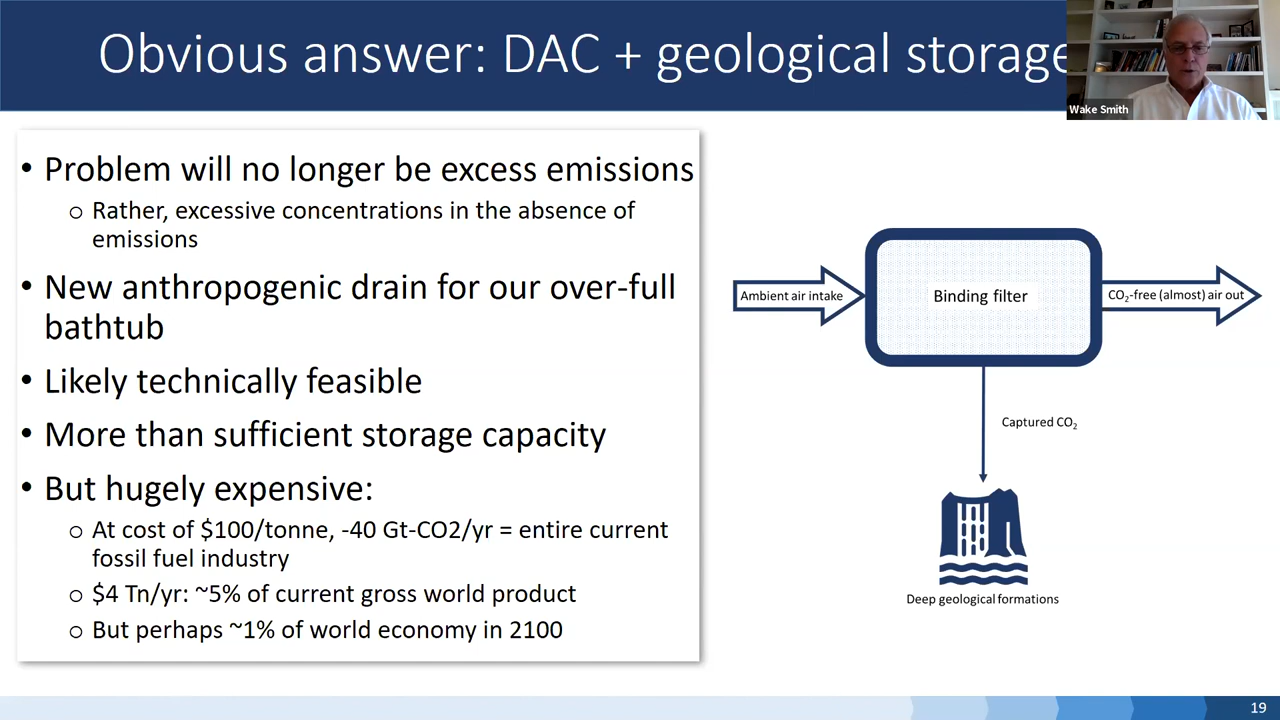 Obvious answer: DAC + geological storage
Wake Smith
• Problem will no longer be excess emissions
o Rather, excessive concentrations in the absence of
emissions
• New anthropogenic drain for our over-full
bathtub
• Likely technically feasible
• More than sufficient storage capacity
• But hugely expensive:
o At cost of $100/tonne, -40 Gt-CO2/yr = entire current
fossil fuel industry
o $4 Tn/yr: ~5% of current gross world product
o But perhaps ~1% of world economy in 2100
Ambient air intake
Binding filter
CO₂-free (almost) air out
Captured CO₂
Deep geological formations
19